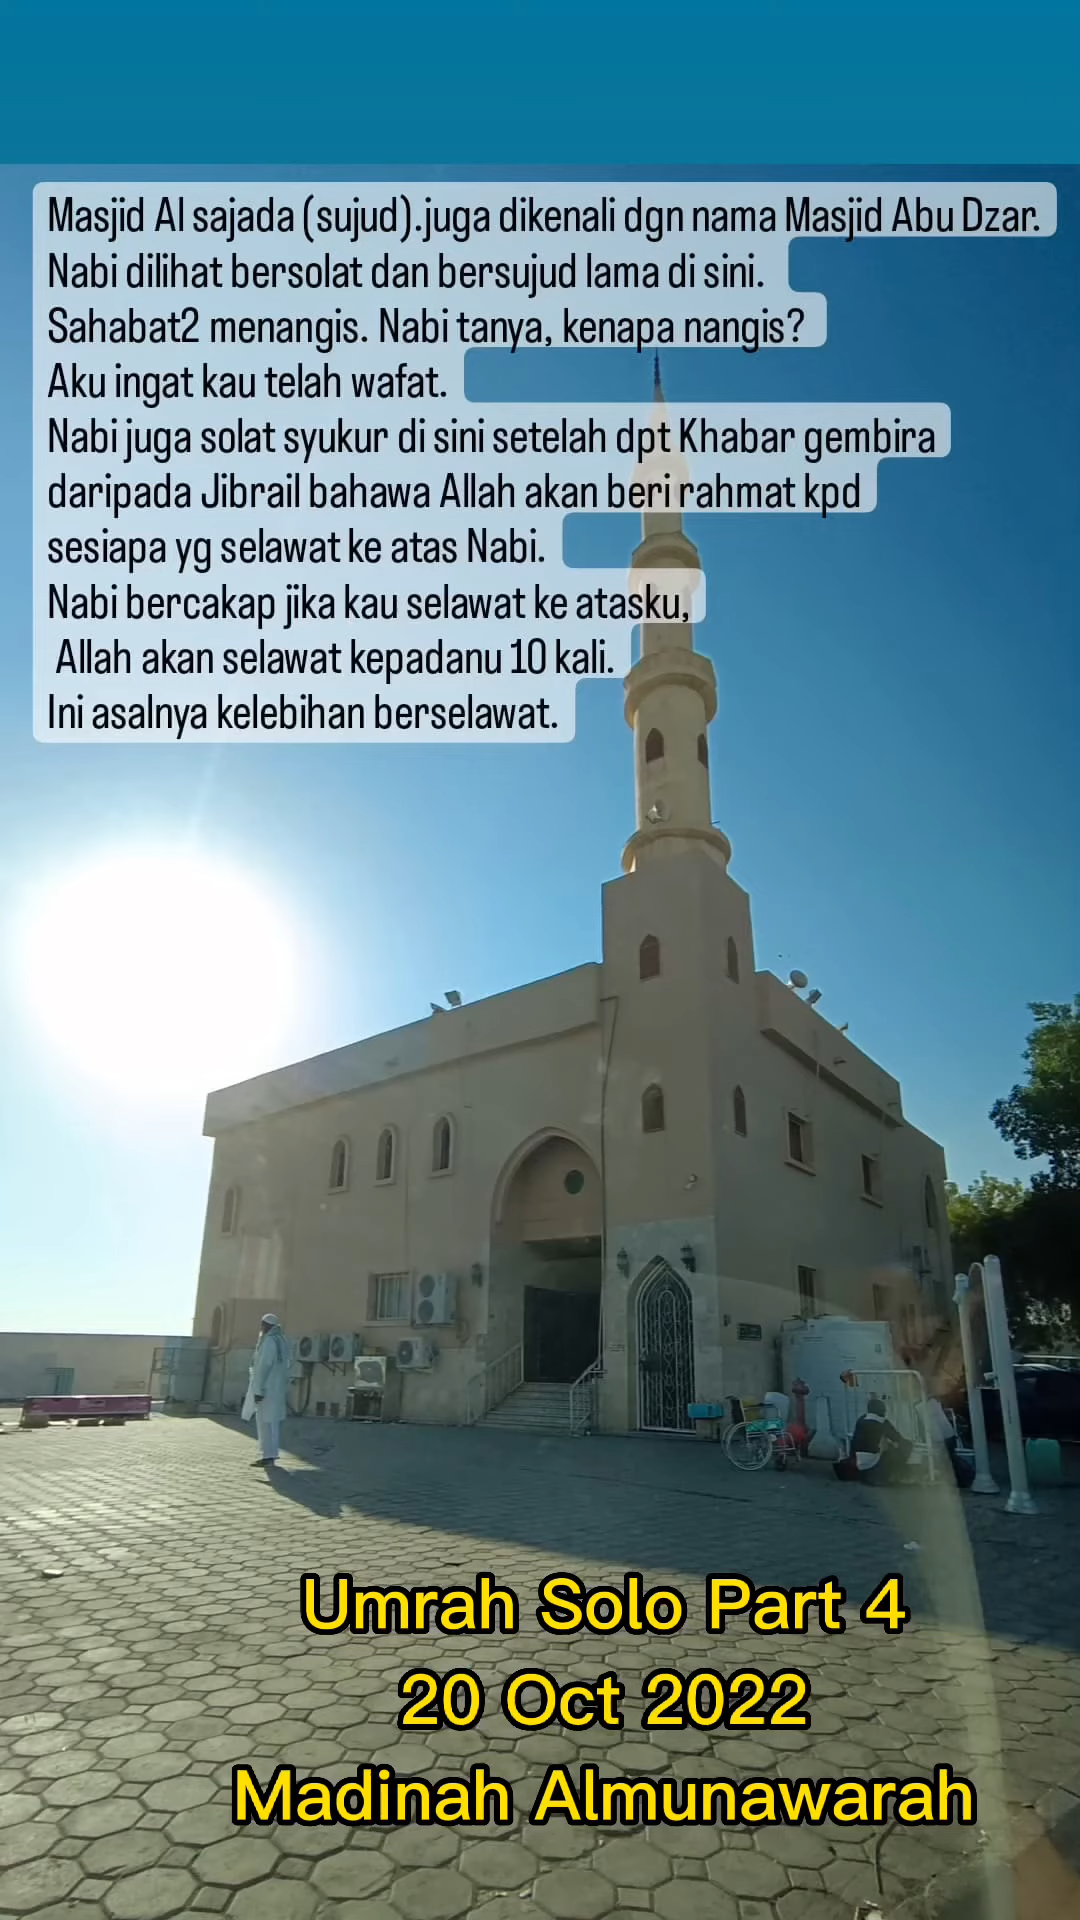 Masjid Al sajada (sujud).juga dikenali dgn nama Masjid Abu Dzar.
Nabi dilihat bersolat dan bersujud lama di sini.
Sahabat2 menangis. Nabi tanya, kenapa nangis?
Aku ingat kau telah wafat.
Nabi juga solat syukur di sini setelah dpt Khabar gembira
daripada Jibrail bahawa Allah akan beri rahmat kpd
sesiapa yg selawat ke atas Nabi.
Nabi bercakap jika kau selawat ke atasku,
Allah akan selawat kepadanu 10 kali.
Ini asalnya kelebihan berselawat.
Umrah Solo Part 4
20 Oct 2022
Madinah Almunawarah